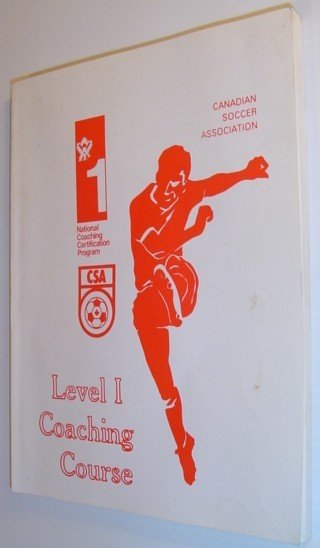 CANADIAN
SOCCER
ASSOCIATION
1
National
Coaching
Certification
Program
CSA
Level I
Coaching
Course